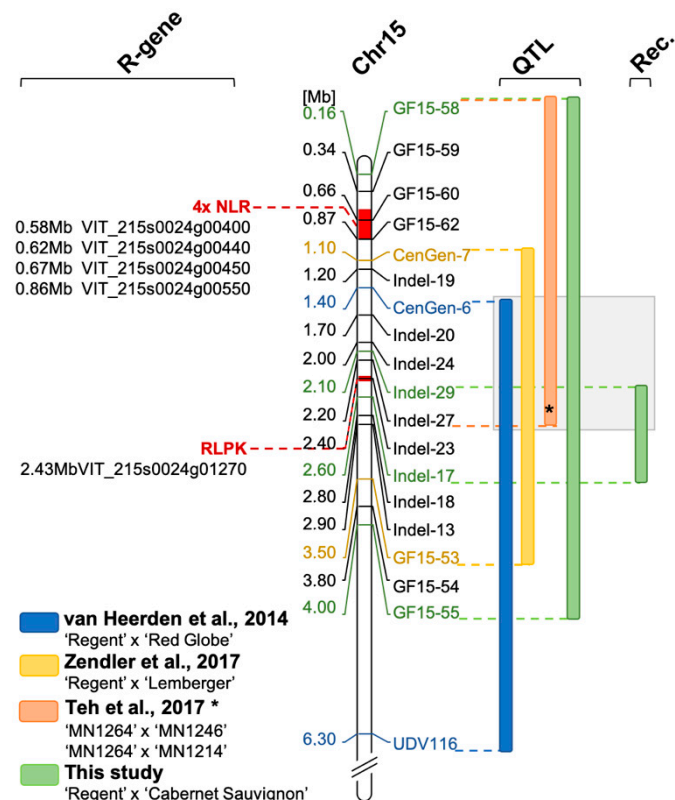 R-gene
Chr15
QTL
Rec.
[Mb]
0.16 GF15-58
0.34 GF15-59
0.66 GF15-60
4x NLR
0.87 GF15-62
0.58Mb VIT_215s0024g00400
0.62Mb VIT_215s0024g00440
0.67Mb VIT_215s0024g00450
0.86Mb VIT_215s0024g00550
1.10 CenGen-7
1.20 Indel-19
1.40 CenGen-6
1.70 Indel-20
2.00 Indel-24
2.10 Indel-29
*
2.20 Indel-27
2.40 Indel-23
RLPK
2.43MbVIT_215s0024g01270
2.60 Indel-17
2.80 Indel-18
2.90 Indel-13
3.50 GF15-53
3.80 GF15-54
4.00 GF15-55
6.30 UDV116
van Heerden et al., 2014
'Regent' x 'Red Globe'
Zendler et al., 2017
'Regent' x 'Lemberger'
Teh et al., 2017 *
'MN1264' x 'MN1246'
'MN1264' x 'MN1214'
This study
'Regent' x 'Cabernet Sauvignon'